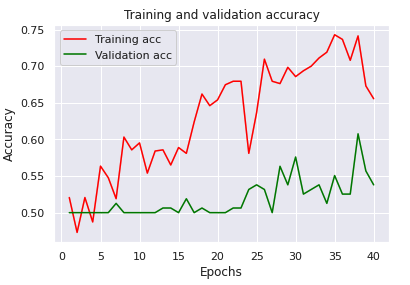 Training and validation accuracy
Training acc
Validation acc
Accuracy
0.75
0.70
0.65
0.60
0.55
0.50
0 5 10 15 20 25 30 35 40
Epochs